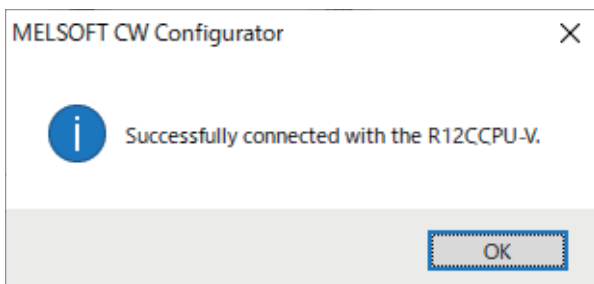 MELSOFT CW Configurator
Successfully connected with the R12CCPU-V.
OK